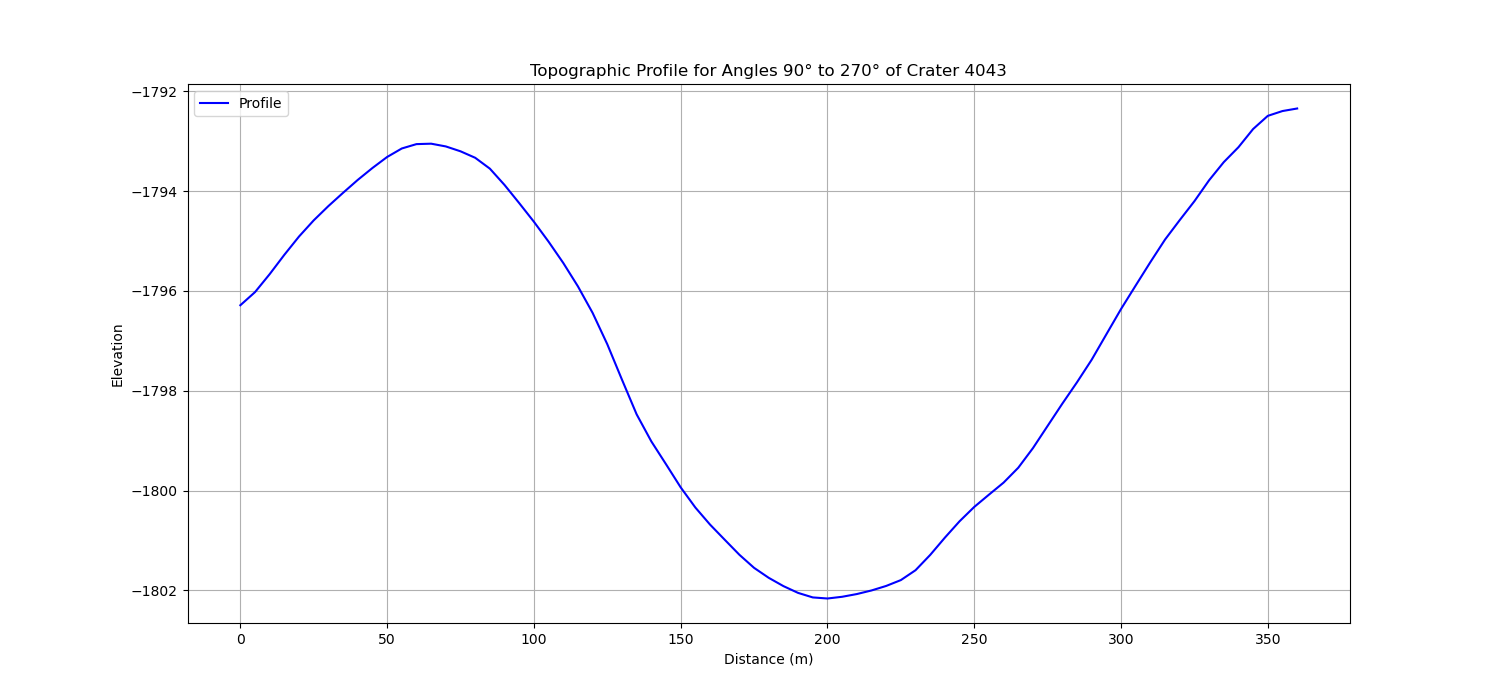 Topographic Profile for Angles 90° to 270° of Crater 4043
Profile
−1792
−1794
−1796
−1798
−1800
−1802
Elevation
0 50 100 150 200 250 300 350
Distance (m)